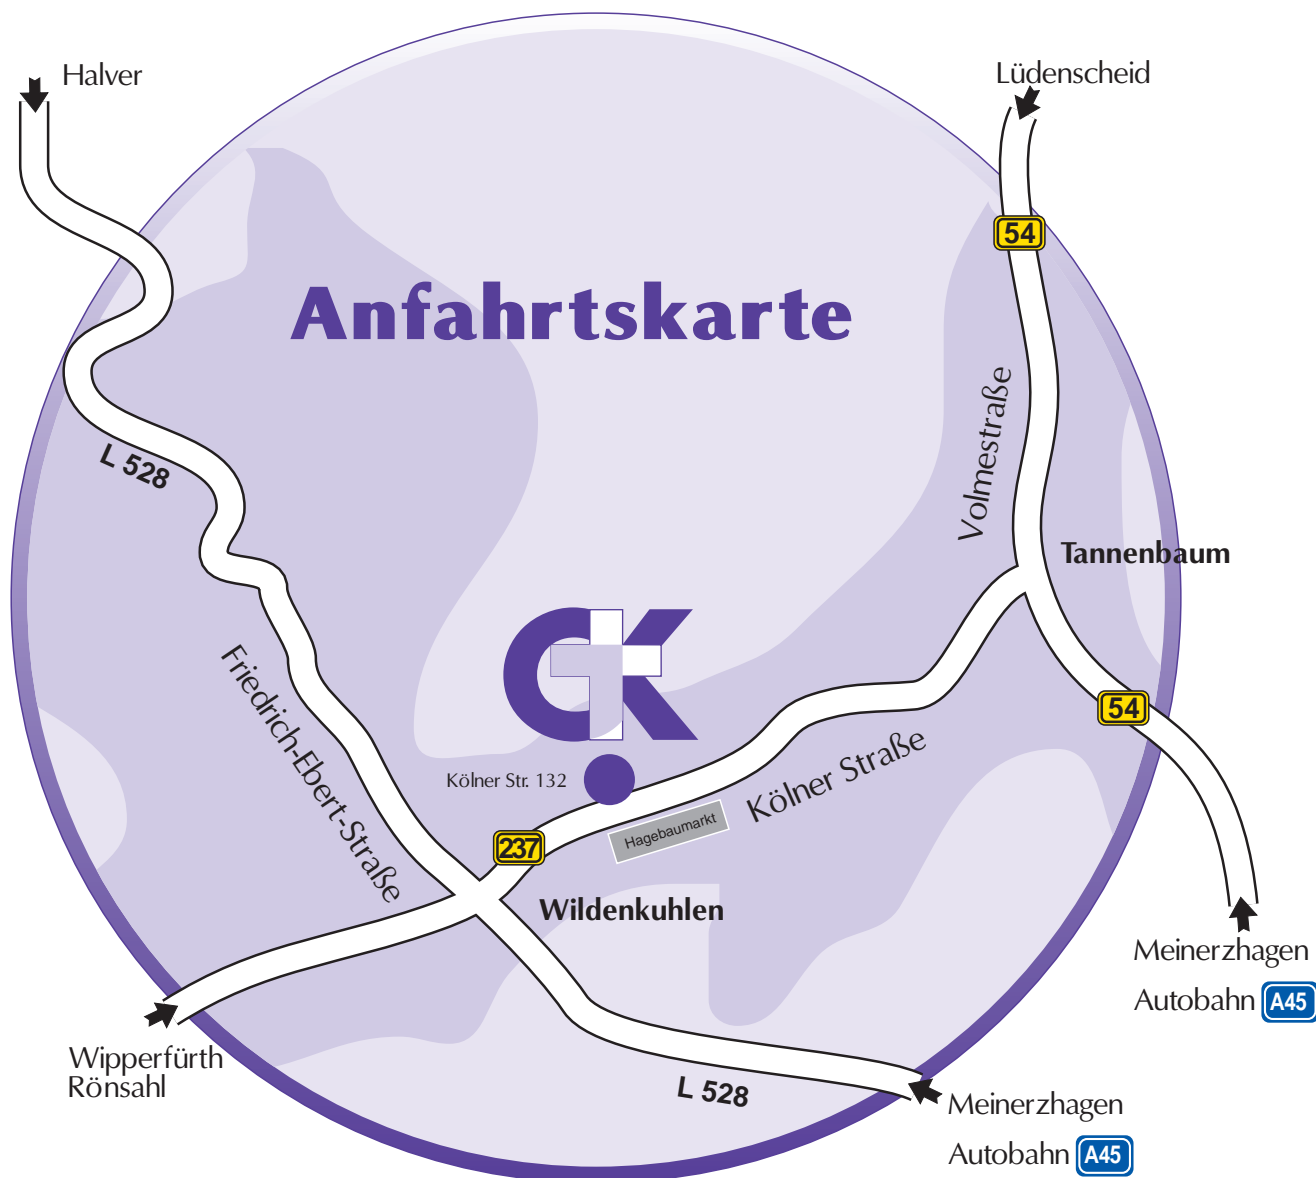 Halver
Lüdenscheid
54
Anfahrtskarte
Volmestraße
L 528
Tannenbaum
CK
Friedrich-Ebert-Straße
54
Kölner Str. 132
Kölner Straße
Hagebaumarkt
237
Wildenkuhlen
Meinerzhagen
Autobahn A45
Wipperfürth
Rönsahl
L 528
Meinerzhagen
Autobahn A45